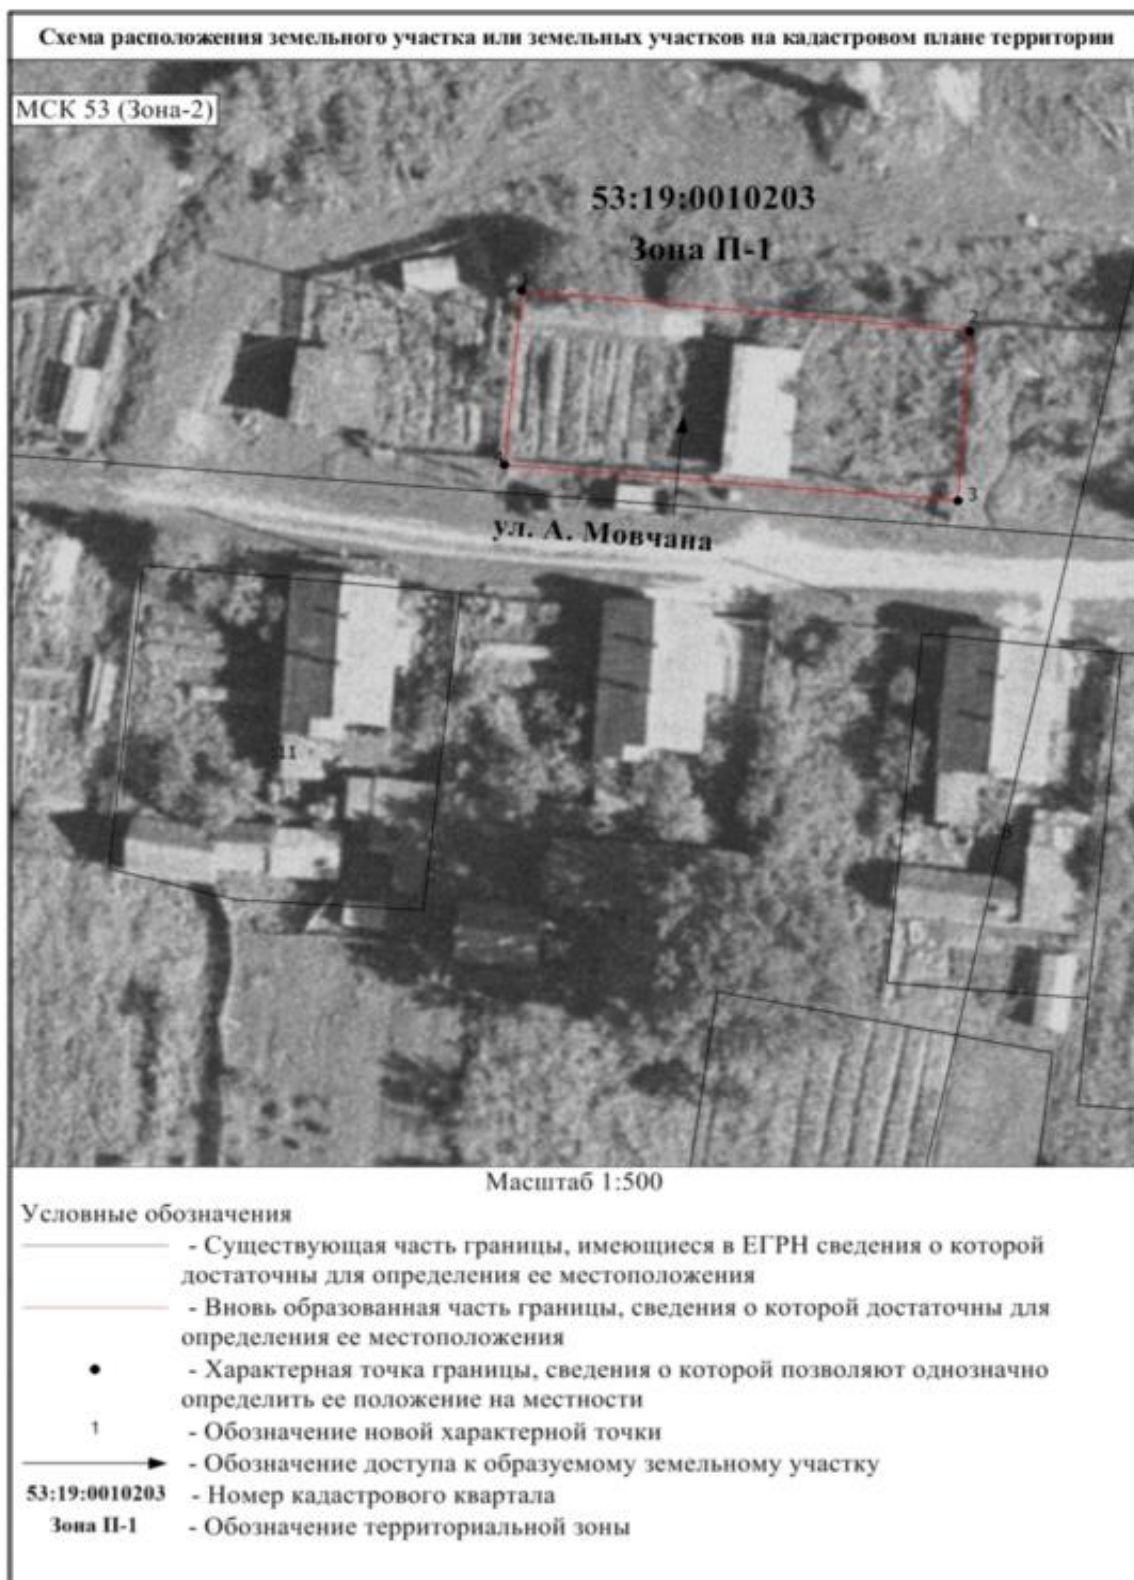 Схема расположения земельного участка или земельных участков на кадастровом плане территории
МСК 53 (Зона-2)
53:19:0010203
Зона П-1
2
3
ул. А. Мовчана
11
Масштаб 1:500
Условные обозначения
- Существующая часть границы, имеющиеся в ЕГРН сведения о которой
достаточны для определения ее местоположения
- Вновь образованная часть границы, сведения о которой достаточны для
определения ее местоположения
- Характерная точка границы, сведения о которой позволяют однозначно
определить ее положение на местности
1 - Обозначение новой характерной точки
- Обозначение доступа к образуемому земельному участку
53:19:0010203 - Номер кадастрового квартала
Зона П-1 - Обозначение территориальной зоны